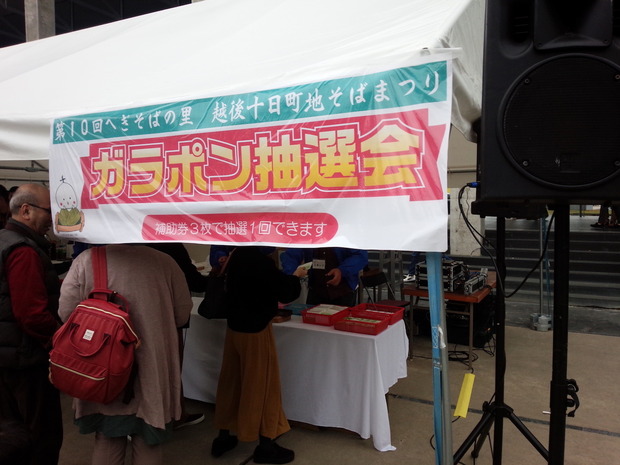 第10回へぎそばの里 越後十日町地そばまつり
ガラポン抽選会
補助券3枚で抽選1回できます